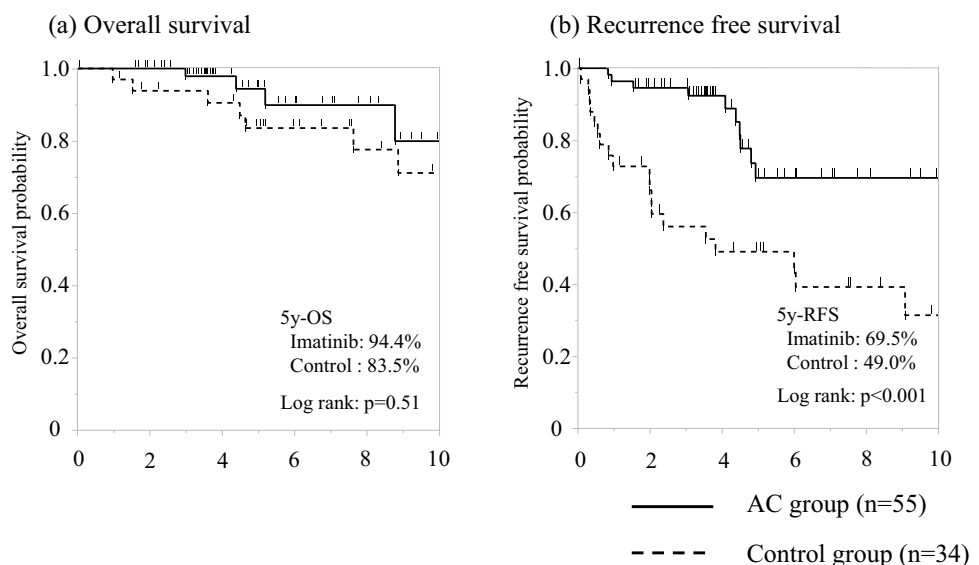 (a) Overall survival
Overall survival probability
1.0
0.8
0.6
0.4
0.2
0
0
2
4
6
8
10
5y-OS
Imatinib: 94.4%
Control : 83.5%
Log rank: p=0.51
(b) Recurrence free survival
Recurrence free survival probability
1.0
0.8
0.6
0.4
0.2
0
0
2
4
6
8
10
5y-RFS
Imatinib: 69.5%
Control : 49.0%
Log rank: p<0.001
AC group (n=55)
Control group (n=34)